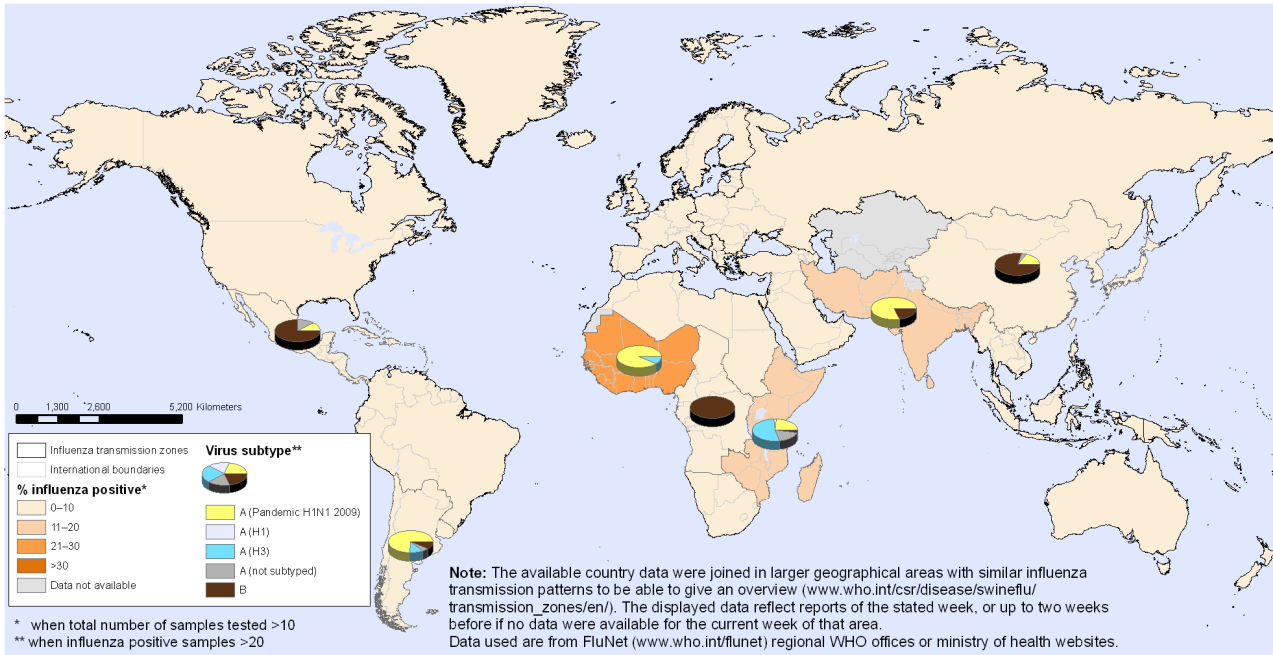 0 1,300 2,600 5,200 Kilometers
Influenza transmission zones
International boundaries
% influenza positive*
0–10
11–20
21–30
>30
Data not available
Virus subtype**
A (Pandemic H1N1 2009)
A (H1)
A (H3)
A (not subtyped)
B
* when total number of samples tested >10
** when influenza positive samples >20
Note: The available country data were joined in larger geographical areas with similar influenza
transmission patterns to be able to give an overview (www.who.int/csr/disease/swineflu/
transmission_zones/en/). The displayed data reflect reports of the stated week, or up to two weeks
before if no data were available for the current week of that area.
Data used are from FluNet (www.who.int/flunet) regional WHO offices or ministry of health websites.